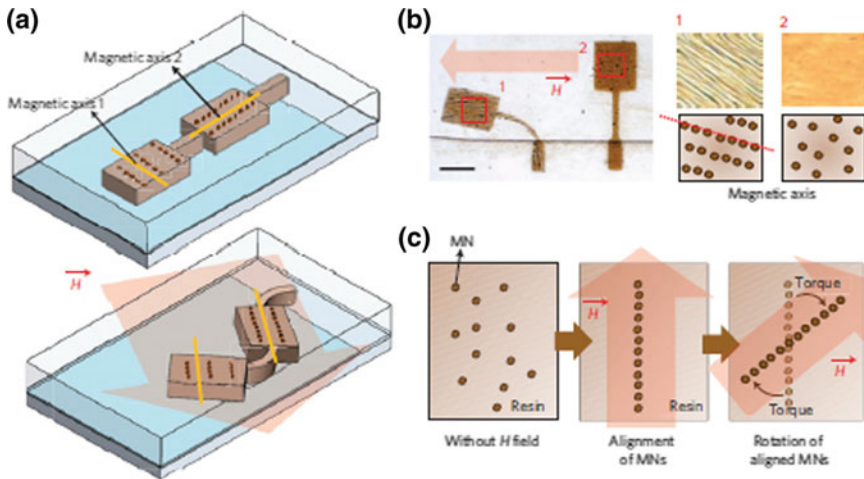 (a)
Magnetic axis 2
Magnetic axis 1
H
(b)
1
2
H
1
2
Magnetic axis
(c)
MN
Resin
Without H field
H
Resin
Alignment
of MNs
Torque
H
Torque
Rotation of
aligned MNs